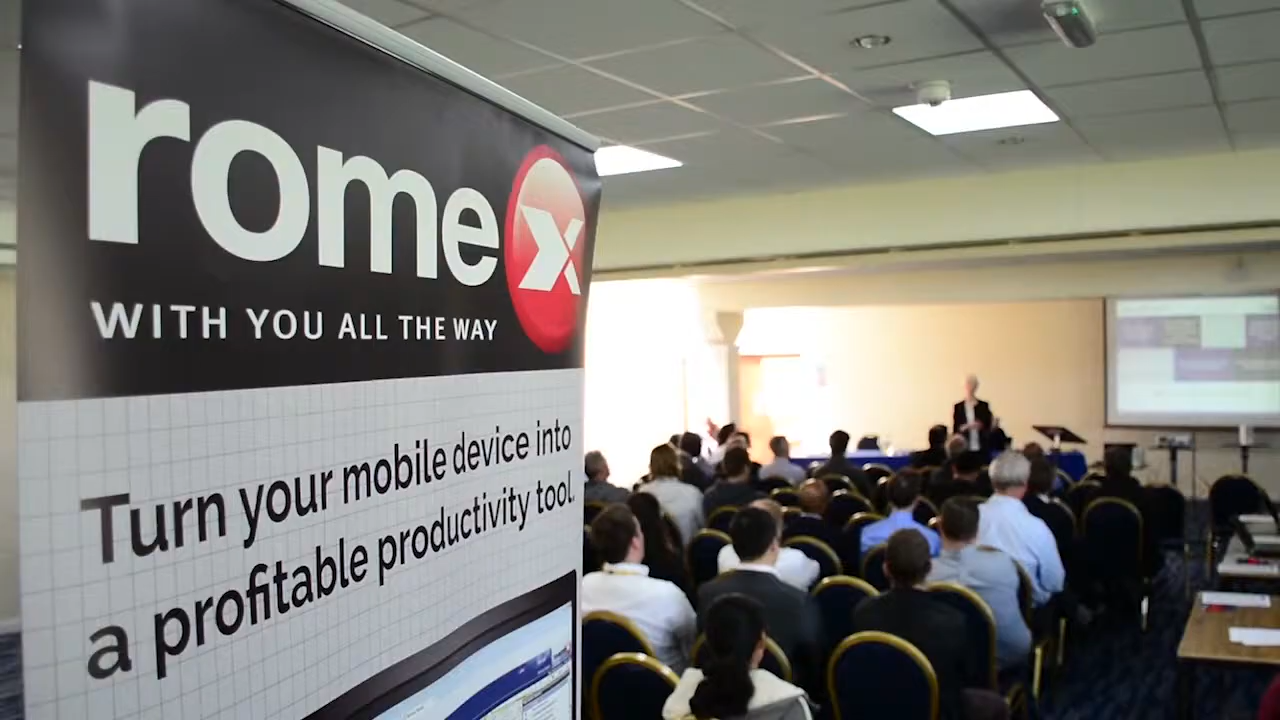 rome x
WITH YOU ALL THE WAY
Turn your mobile device into
a profitable productivity tool.